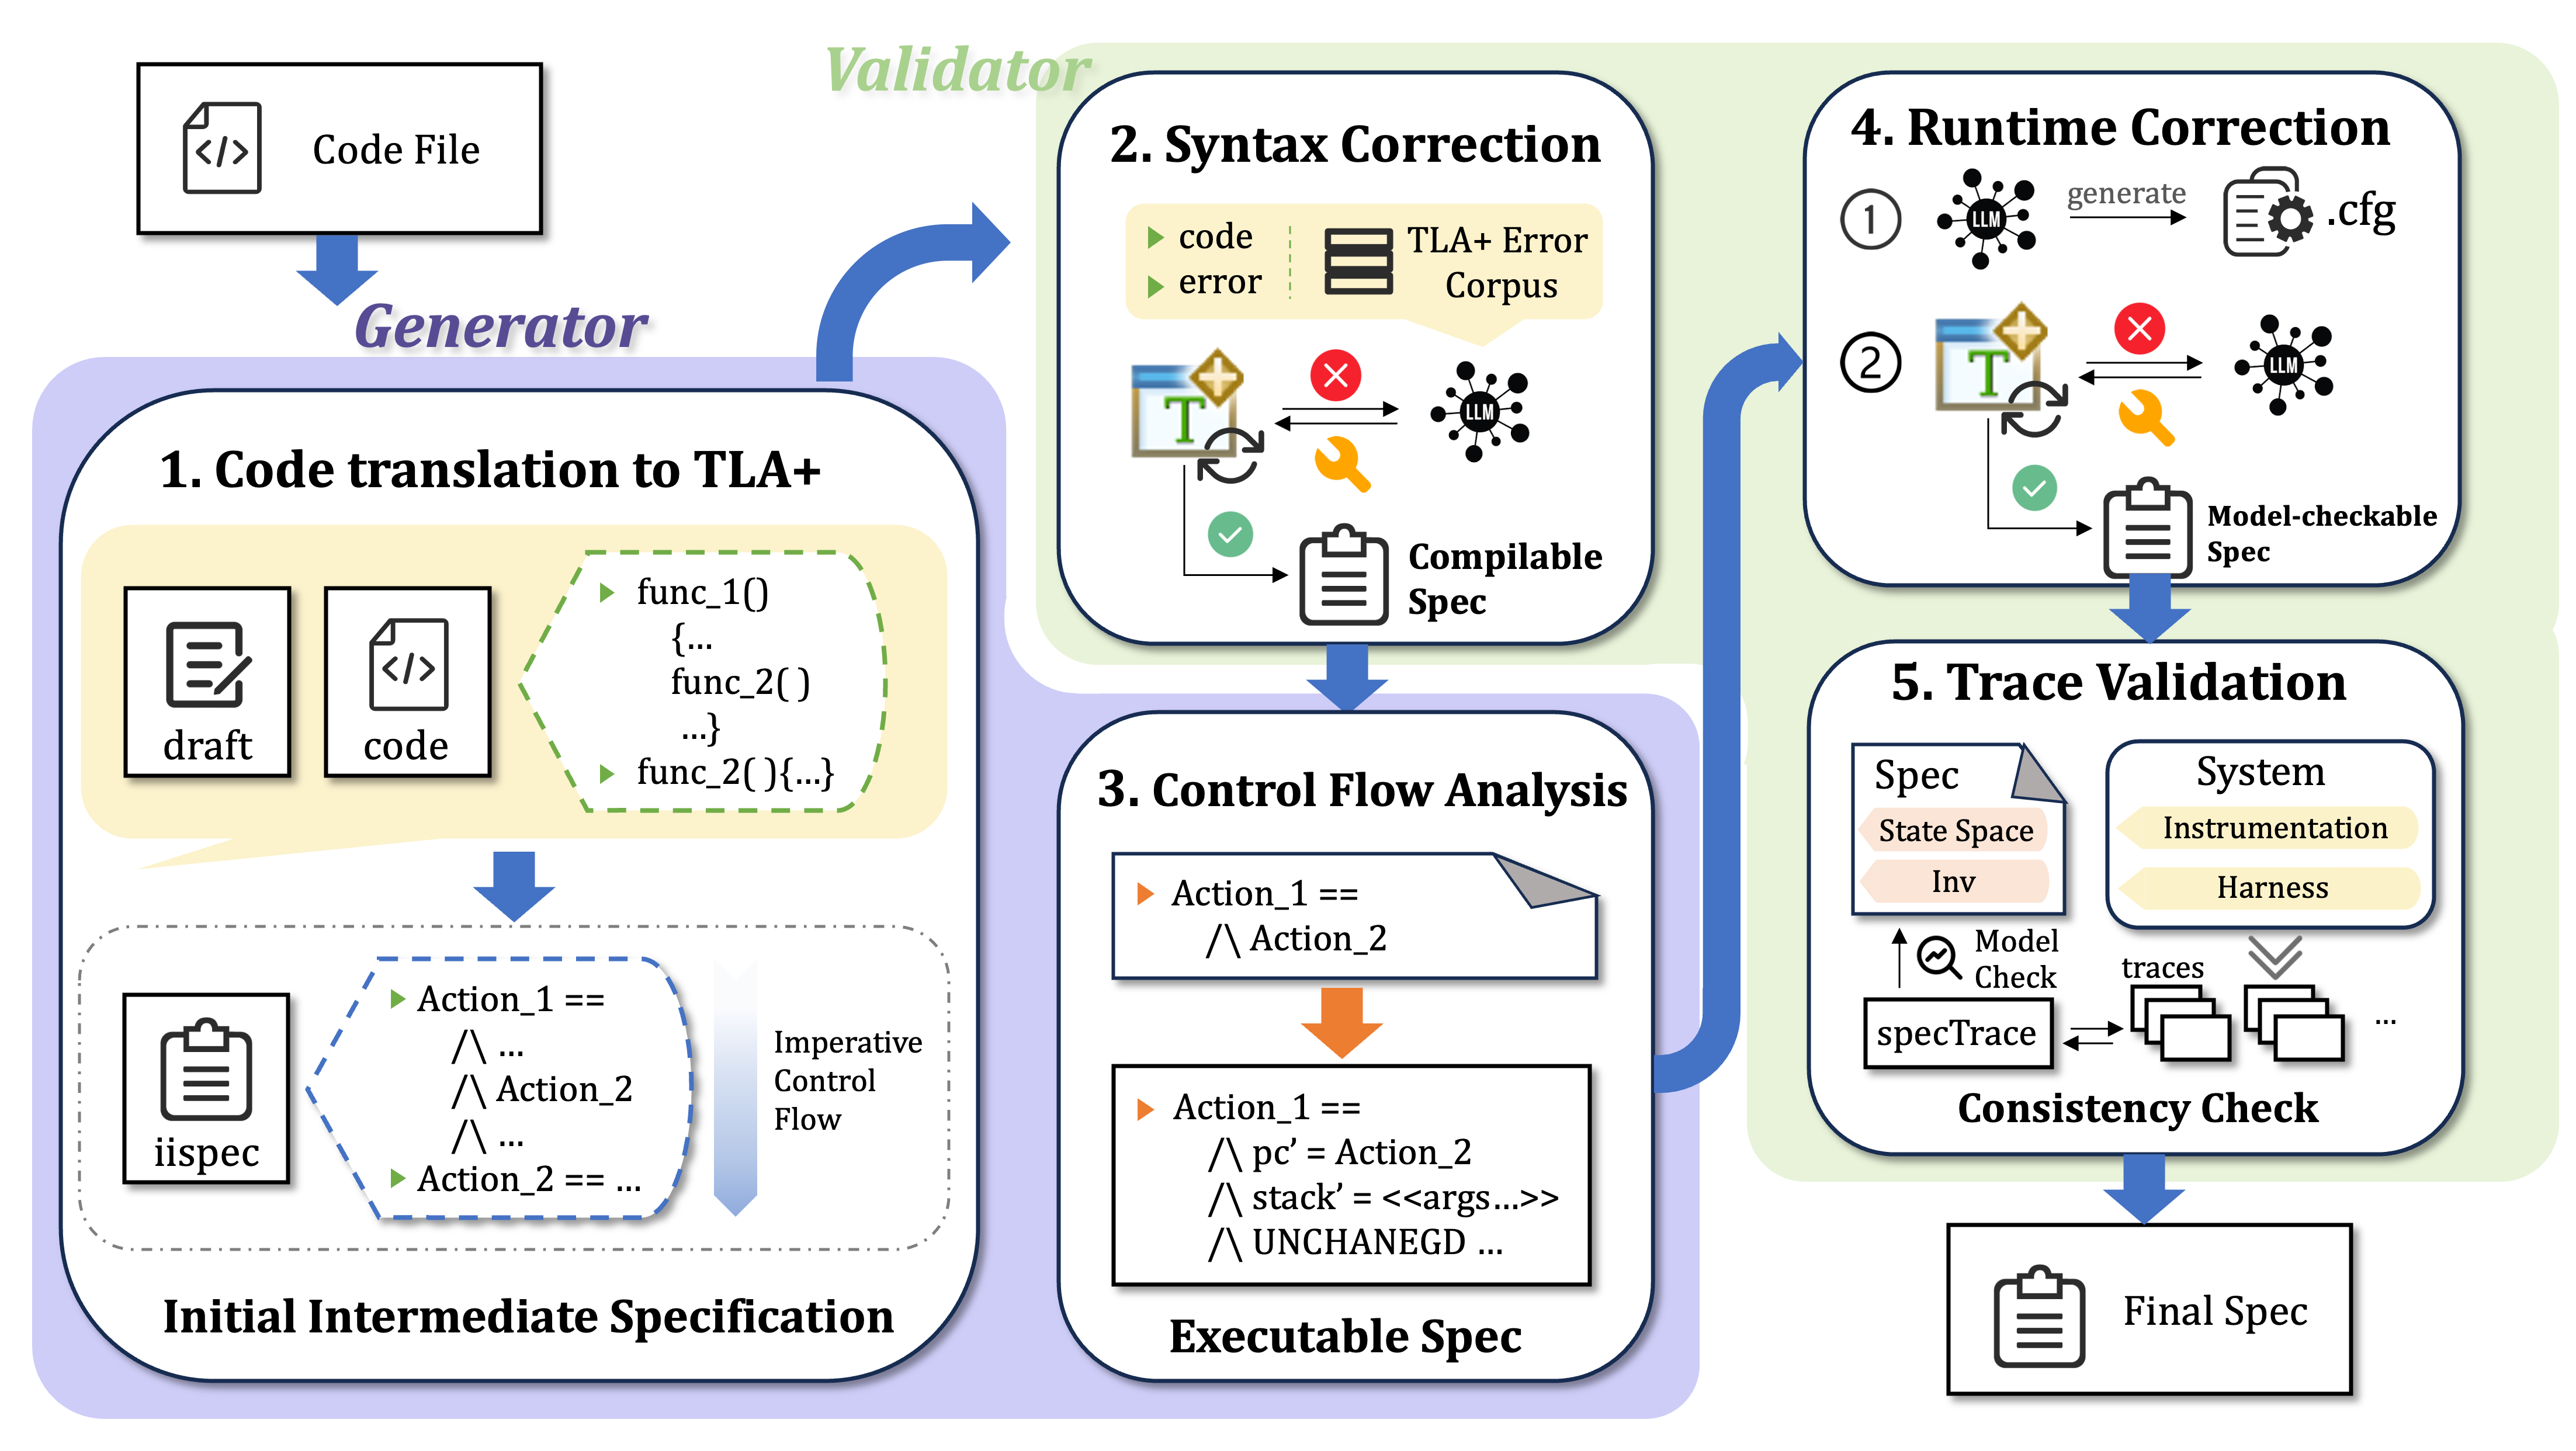 Code File
Generator
1. Code translation to TLA+
draft
code
func_1()
{...
func_2( )
...}
func_2( ){...}
iispec
Action_1 ==
/\ ...
/\ Action_2
/\ ...
Action_2 == ...
Imperative
Control
Flow
Initial Intermediate Specification
Validator
2. Syntax Correction
code
error
TLA+ Error
Corpus
T
LLM
Compilable
Spec
3. Control Flow Analysis
Action_1 ==
/\ Action_2
Action_1 ==
/\ pc’ = Action_2
/\ stack’ = <<args...>>
/\ UNCHANEGD ...
Executable Spec
4. Runtime Correction
1
LLM
generate
.cfg
2
T
LLM
Model-checkable
Spec
5. Trace Validation
Spec
State Space
Inv
System
Instrumentation
Harness
Model
Check
traces
specTrace
...
Consistency Check
Final Spec